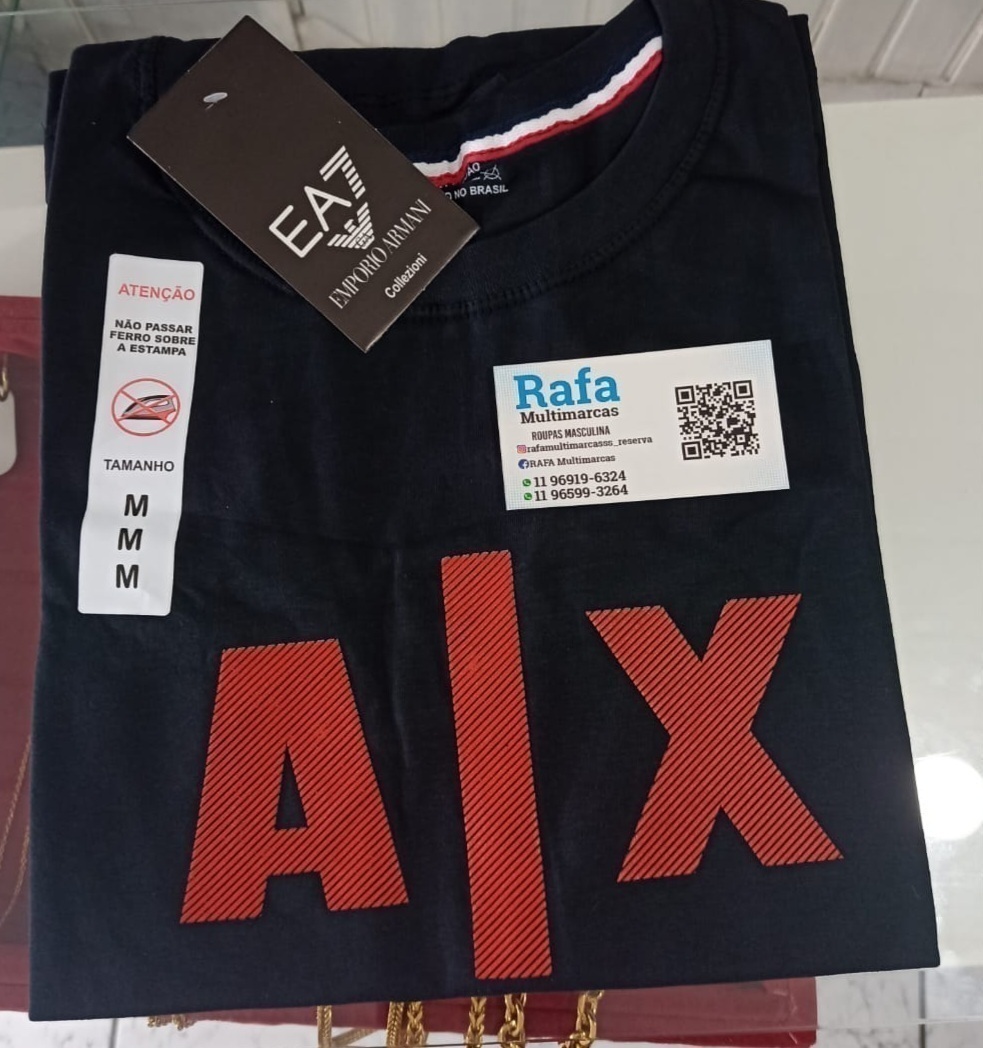 EA7
EMPORIO ARMANI
Collezioni
NO BRASIL
ATENÇÃO
NÃO PASSAR
FERRO SOBRE
A ESTAMPA
TAMANHO
M
M
M
Rafa
Multimarcas
ROUPAS MASCULINA
rafamultimarcasss_reserva
RAFA Multimarcas
11 96919-6324
11 96599-3264
A|X